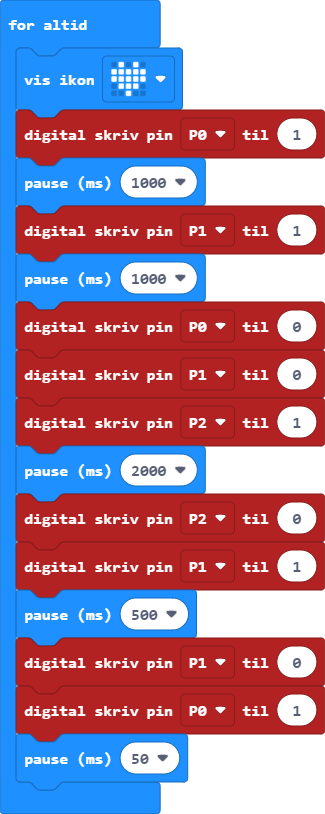 for altid
vis ikon
digital skriv pin P0 til 1
pause (ms) 1000
digital skriv pin P1 til 1
pause (ms) 1000
digital skriv pin P0 til 0
digital skriv pin P1 til 0
digital skriv pin P2 til 1
pause (ms) 2000
digital skriv pin P2 til 0
digital skriv pin P1 til 1
pause (ms) 500
digital skriv pin P1 til 0
digital skriv pin P0 til 1
pause (ms) 50